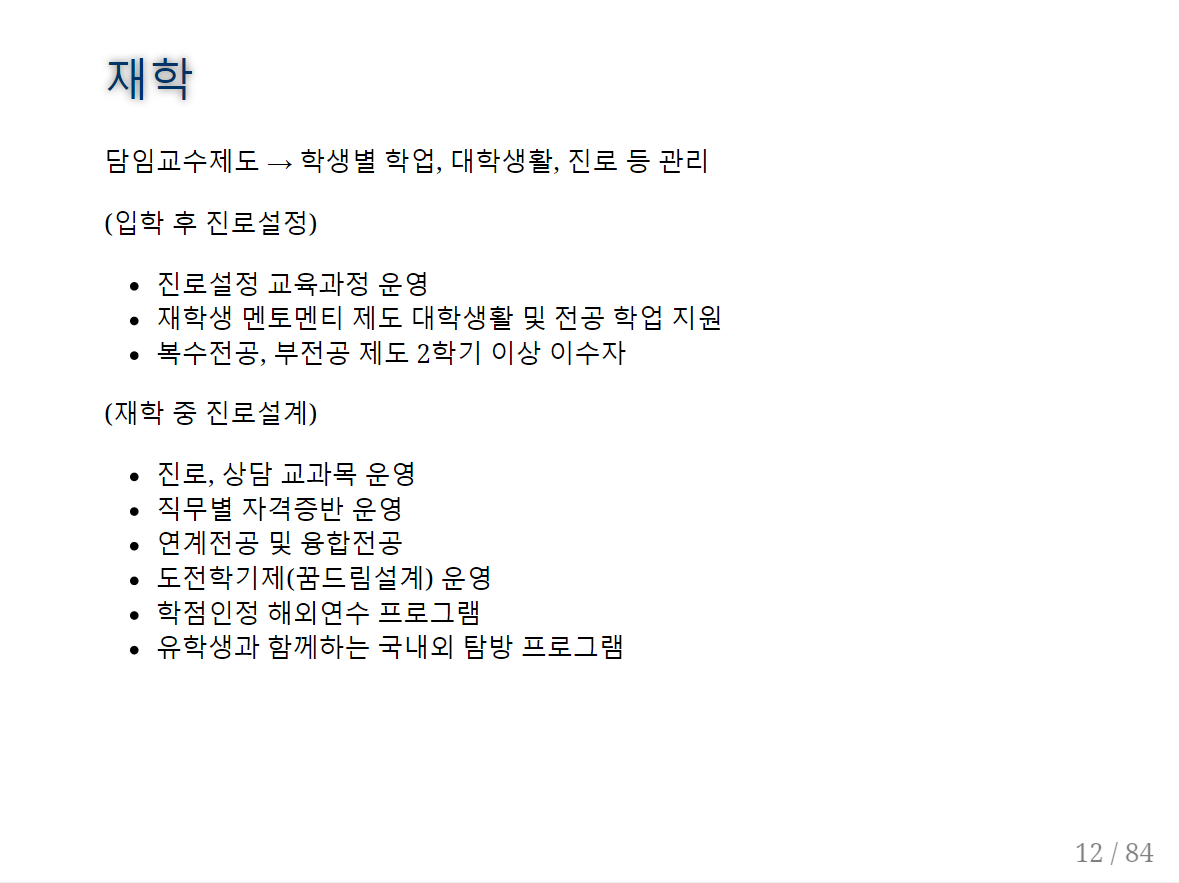 재학
담임교수제도 → 학생별 학업, 대학생활, 진로 등 관리
(입학 후 진로설정)
• 진로설정 교육과정 운영
• 재학생 멘토멘티 제도 대학생활 및 전공 학업 지원
• 복수전공, 부전공 제도 2학기 이상 이수자
(재학 중 진로설계)
• 진로, 상담 교과목 운영
• 직무별 자격증반 운영
• 연계전공 및 융합전공
• 도전학기제(꿈드림설계) 운영
• 학점인정 해외연수 프로그램
• 유학생과 함께하는 국내외 탐방 프로그램
12 / 84